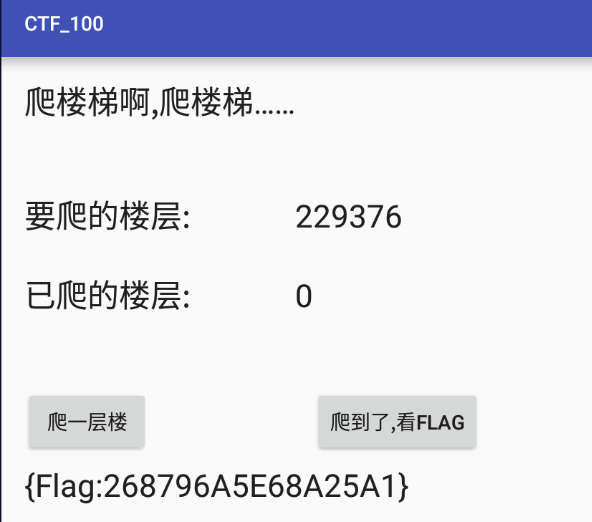 CTF_100
爬楼梯啊,爬楼梯……
要爬的楼层: 229376
已爬的楼层: 0
爬一层楼 爬到了,看FLAG
{Flag:268796A5E68A25A1}